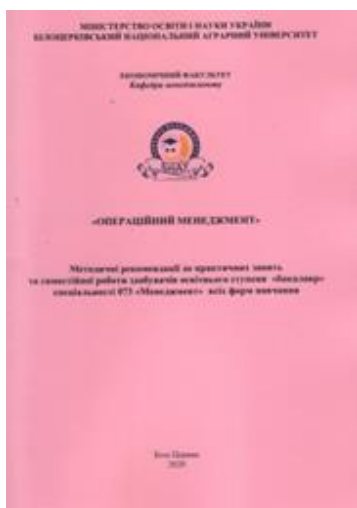 МІНІСТЕРСТВО ОСВІТИ І НАУКИ УКРАЇНИ
БІЛОЦЕРКІВСЬКИЙ НАЦІОНАЛЬНИЙ АГРАРНИЙ УНІВЕРСИТЕТ
ЕКОНОМІЧНИЙ ФАКУЛЬТЕТ
Кафедра менеджменту
«ОПЕРАЦІЙНИЙ МЕНЕДЖМЕНТ»
Методичні рекомендації до практичних занять
та самостійної роботи здобувачів освітнього ступеня «бакалавр»
спеціальності 073 «Менеджмент» всіх форм навчання
Біла Церква
2020